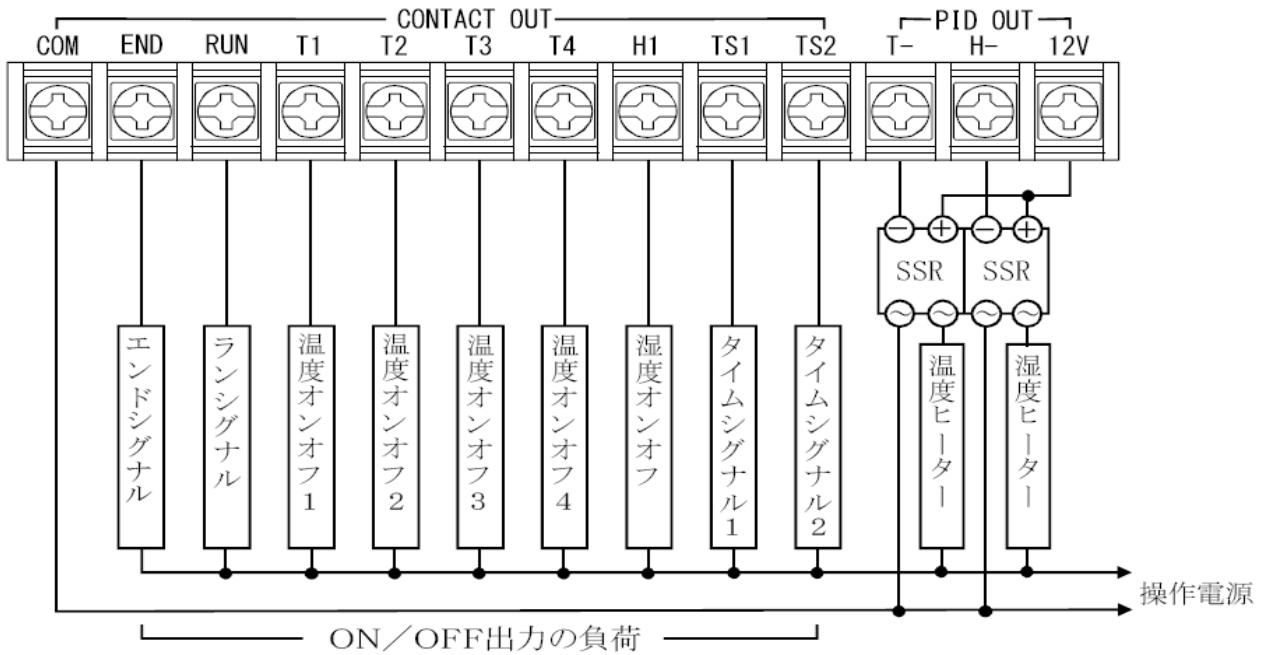 CONTACT OUT
PID OUT
COM END RUN T1 T2 T3 T4 H1 TS1 TS2 T- H- 12V
- + - +
SSR SSR
~ ~ ~ ~
エンドシグナル
ランシグナル
温度オンオフ1
温度オンオフ2
温度オンオフ3
温度オンオフ4
湿度オンオフ
タイムシグナル1
タイムシグナル2
温度ヒーター
湿度ヒーター
操作電源
ON/OFF出力の負荷